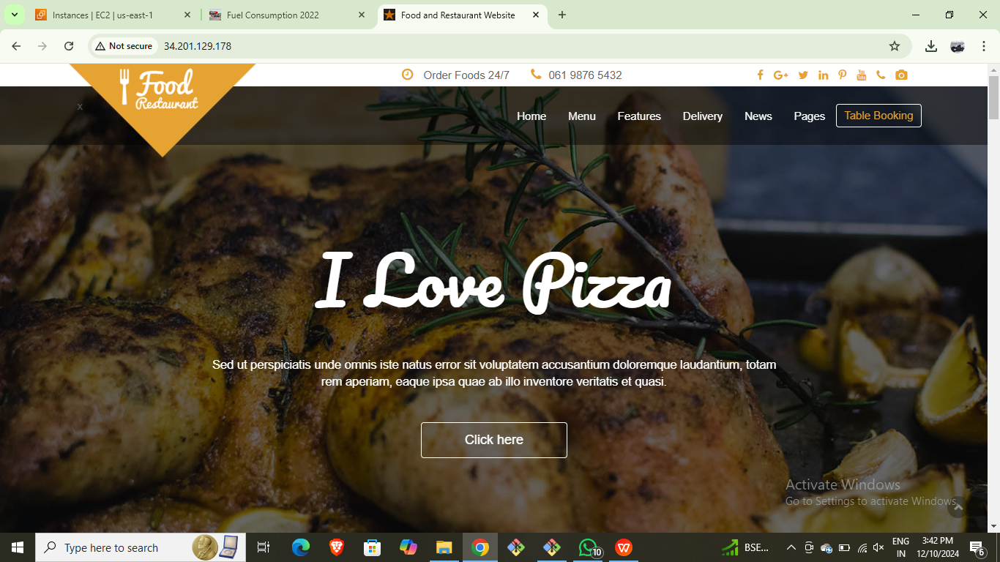 Instances | EC2 | us-east-1
Fuel Consumption 2022
Food and Restaurant Website
Not secure
34.201.129.178
Food
Restaurant
Order Foods 24/7
061 9876 5432
x
Home
Menu
Features
Delivery
News
Pages
Table Booking
I Love Pizza
Sed ut perspiciatis unde omnis iste natus error sit voluptatem accusantium doloremque laudantium, totam
rem aperiam, eaque ipsa quae ab illo inventore veritatis et quasi.
Click here
Activate Windows
Go to Settings to activate Windows.
Type here to search
10
BSE...
ENG
IN
3:42 PM
12/10/2024
6